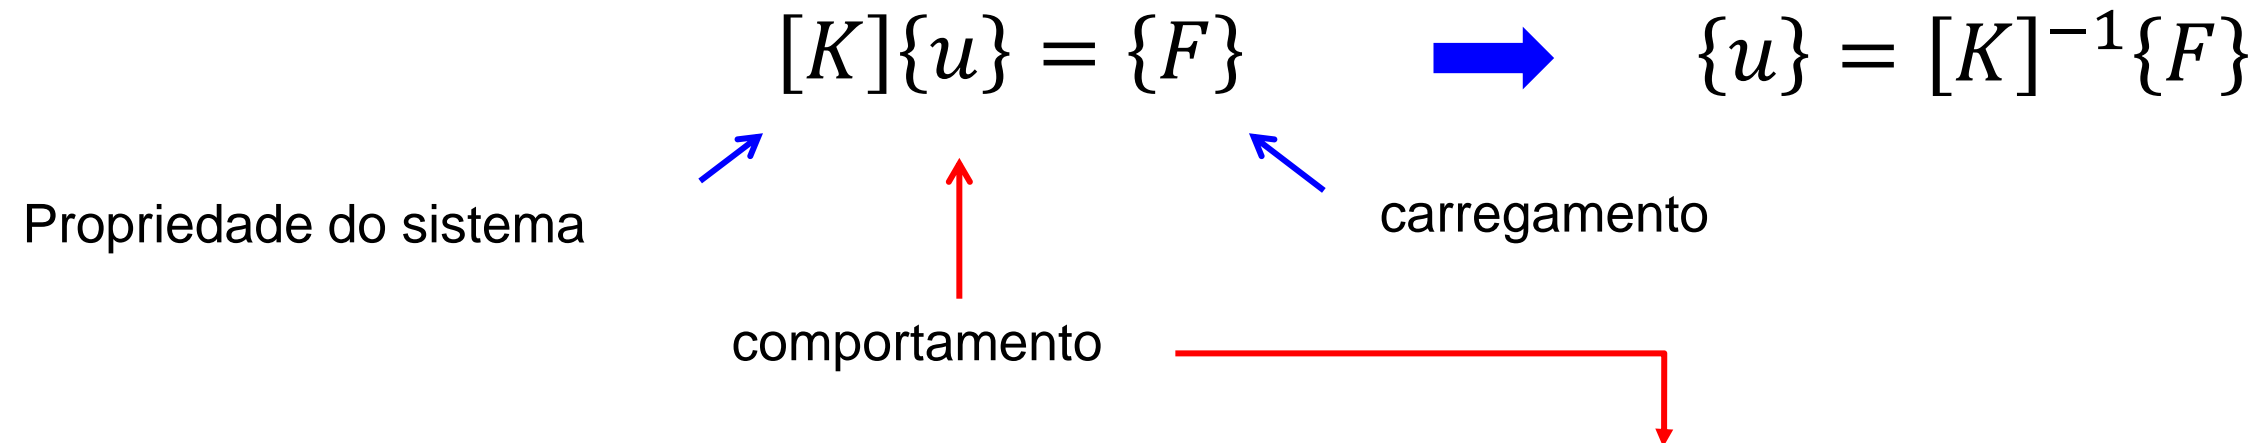 [K]{u} = {F}
{u} = [K]⁻¹{F}
Propriedade do sistema
carregamento
comportamento